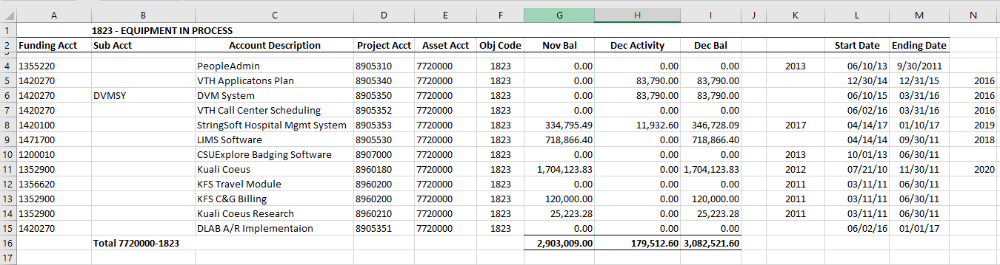 A B C D E F G H I J K L M N
1 1823 - EQUIPMENT IN PROCESS
2 Funding Acct Sub Acct Account Description Project Acct Asset Acct Obj Code Nov Bal Dec Activity Dec Bal Start Date Ending Date
4 1355220 PeopleAdmin 8905310 7720000 1823 0.00 0.00 0.00 2013 06/10/13 9/30/2011
5 1420270 VTH Applicatons Plan 8905340 7720000 1823 0.00 83,790.00 83,790.00 12/30/14 12/31/15 2016
6 1420270 DVMSY DVM System 8905350 7720000 1823 0.00 83,790.00 83,790.00 06/10/15 03/31/16 2016
7 1420270 VTH Call Center Scheduling 8905352 7720000 1823 0.00 0.00 0.00 06/02/16 03/31/16 2016
8 1420100 StringSoft Hospital Mgmt System 8905353 7720000 1823 334,795.49 11,932.60 346,728.09 2017 04/14/17 01/10/17 2019
9 1471700 LIMS Software 8905530 7720000 1823 718,866.40 0.00 718,866.40 04/14/14 09/30/11 2018
10 1200010 CSUExplore Badging Software 8907000 7720000 1823 0.00 0.00 0.00 2013 10/01/13 06/30/11
11 1352900 Kuali Coeus 8960180 7720000 1823 1,704,123.83 0.00 1,704,123.83 2012 07/21/10 11/30/11 2020
12 1356620 KFS Travel Module 8960200 7720000 1823 0.00 0.00 0.00 2011 03/11/11 06/30/11
13 1352900 KFS C&G Billing 8960200 7720000 1823 120,000.00 0.00 120,000.00 2011 03/11/11 06/30/11
14 1352900 Kuali Coeus Research 8960210 7720000 1823 25,223.28 0.00 25,223.28 2011 03/11/11 06/30/11
15 1420270 DLAB A/R Implementaion 8905351 7720000 1823 0.00 0.00 0.00 06/02/16 01/01/17
16 Total 7720000-1823 2,903,009.00 179,512.60 3,082,521.60
17